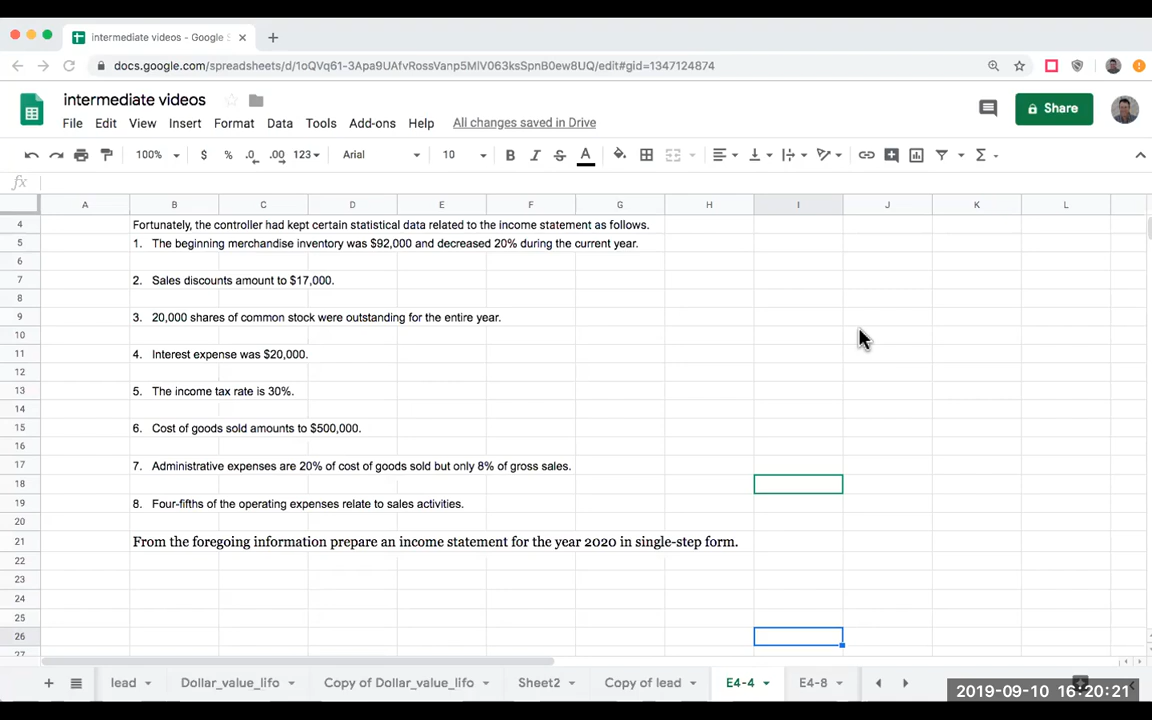 intermediate videos - Google S
docs.google.com/spreadsheets/d/1oQVq61-3Apa9UAfvRossVanp5MlV063ksSpnB0ew8UQ/edit#gid=1347124874
intermediate videos
File Edit View Insert Format Data Tools Add-ons Help All changes saved in Drive
Share
100% $ % .0 .00 123 Arial 10 B I S A
fx
A B C D E F G H I J K L
4 Fortunately, the controller had kept certain statistical data related to the income statement as follows.
5 1. The beginning merchandise inventory was $92,000 and decreased 20% during the current year.
6
7 2. Sales discounts amount to $17,000.
8
9 3. 20,000 shares of common stock were outstanding for the entire year.
10
11 4. Interest expense was $20,000.
12
13 5. The income tax rate is 30%.
14
15 6. Cost of goods sold amounts to $500,000.
16
17 7. Administrative expenses are 20% of cost of goods sold but only 8% of gross sales.
18
19 8. Four-fifths of the operating expenses relate to sales activities.
20
21 From the foregoing information prepare an income statement for the year 2020 in single-step form.
22
23
24
25
26
27
lead Dollar_value_lifo Copy of Dollar_value_lifo Sheet2 Copy of lead E4-4 E4-8
2019-09-10 16:20:21